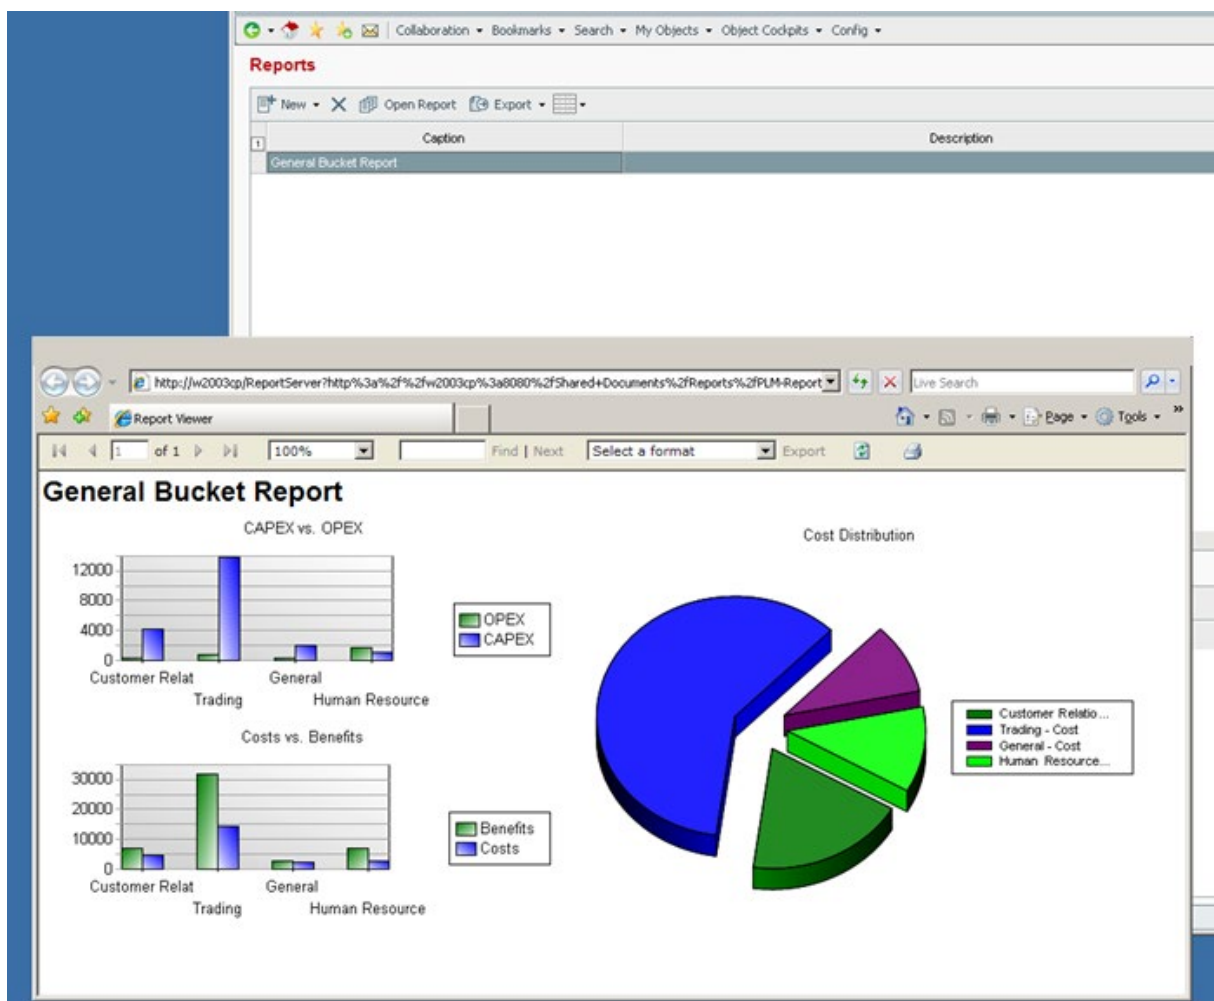 Collaboration Bookmarks Search My Objects Object Cockpits Config
Reports
New Open Report Export
1 Caption Description
General Bucket Report
http://w2003cp/ReportServer?http%3a%2f%2fw2003cp%3a8080%2fShared+Documents%2fReports%2fPLM-Report
Live Search
Report Viewer
Page Tools
1 of 1 100% Find | Next Select a format Export
General Bucket Report
CAPEX vs. OPEX
12000
8000
4000
0
Customer Relat General
Trading Human Resource
OPEX
CAPEX
Costs vs. Benefits
30000
20000
10000
0
Customer Relat General
Trading Human Resource
Benefits
Costs
Cost Distribution
Customer Relatio...
Trading - Cost
General - Cost
Human Resource...